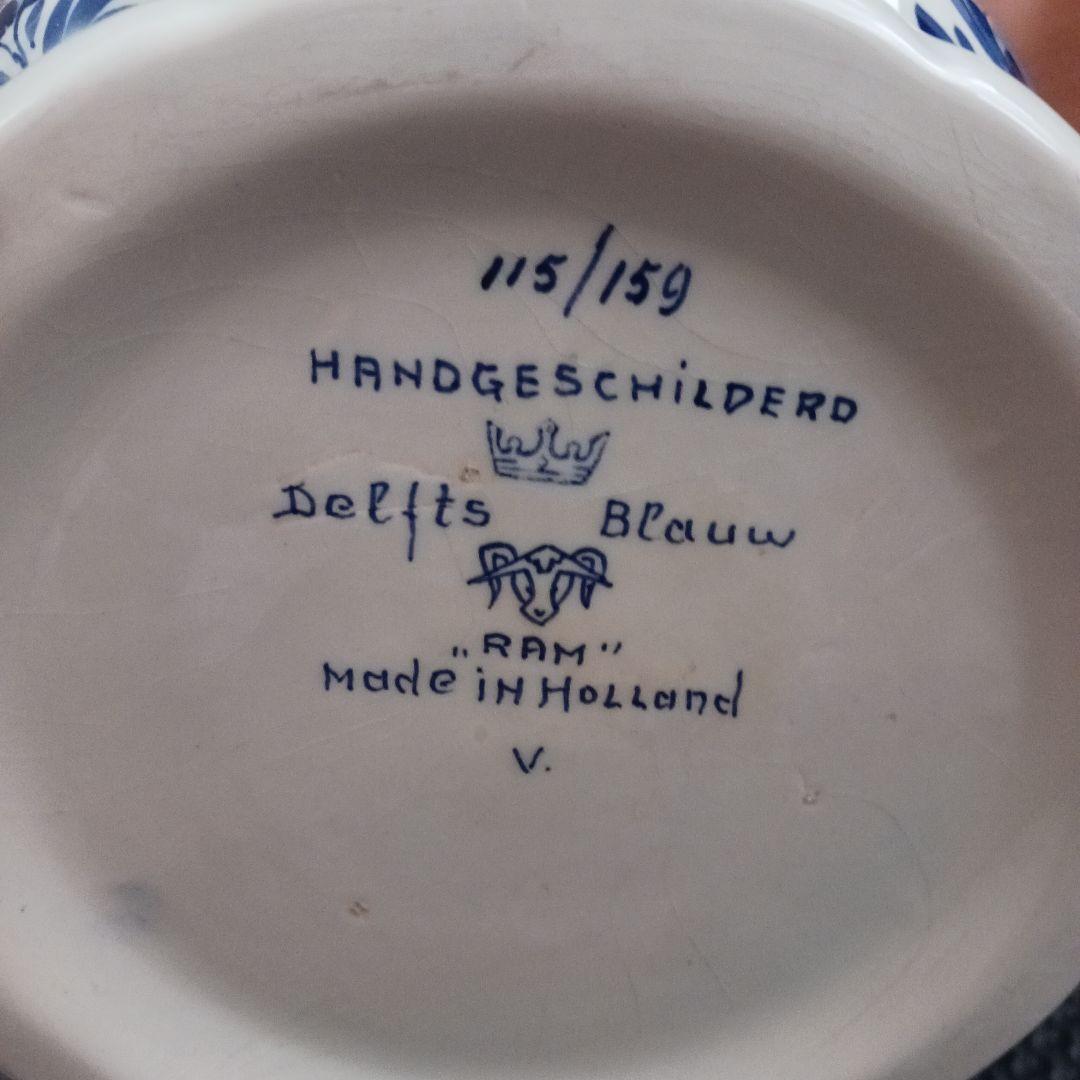 115/159
HANDGESCHiLDERD
Delfts Blauw
„RAM"
Made iN HoLLand
V.